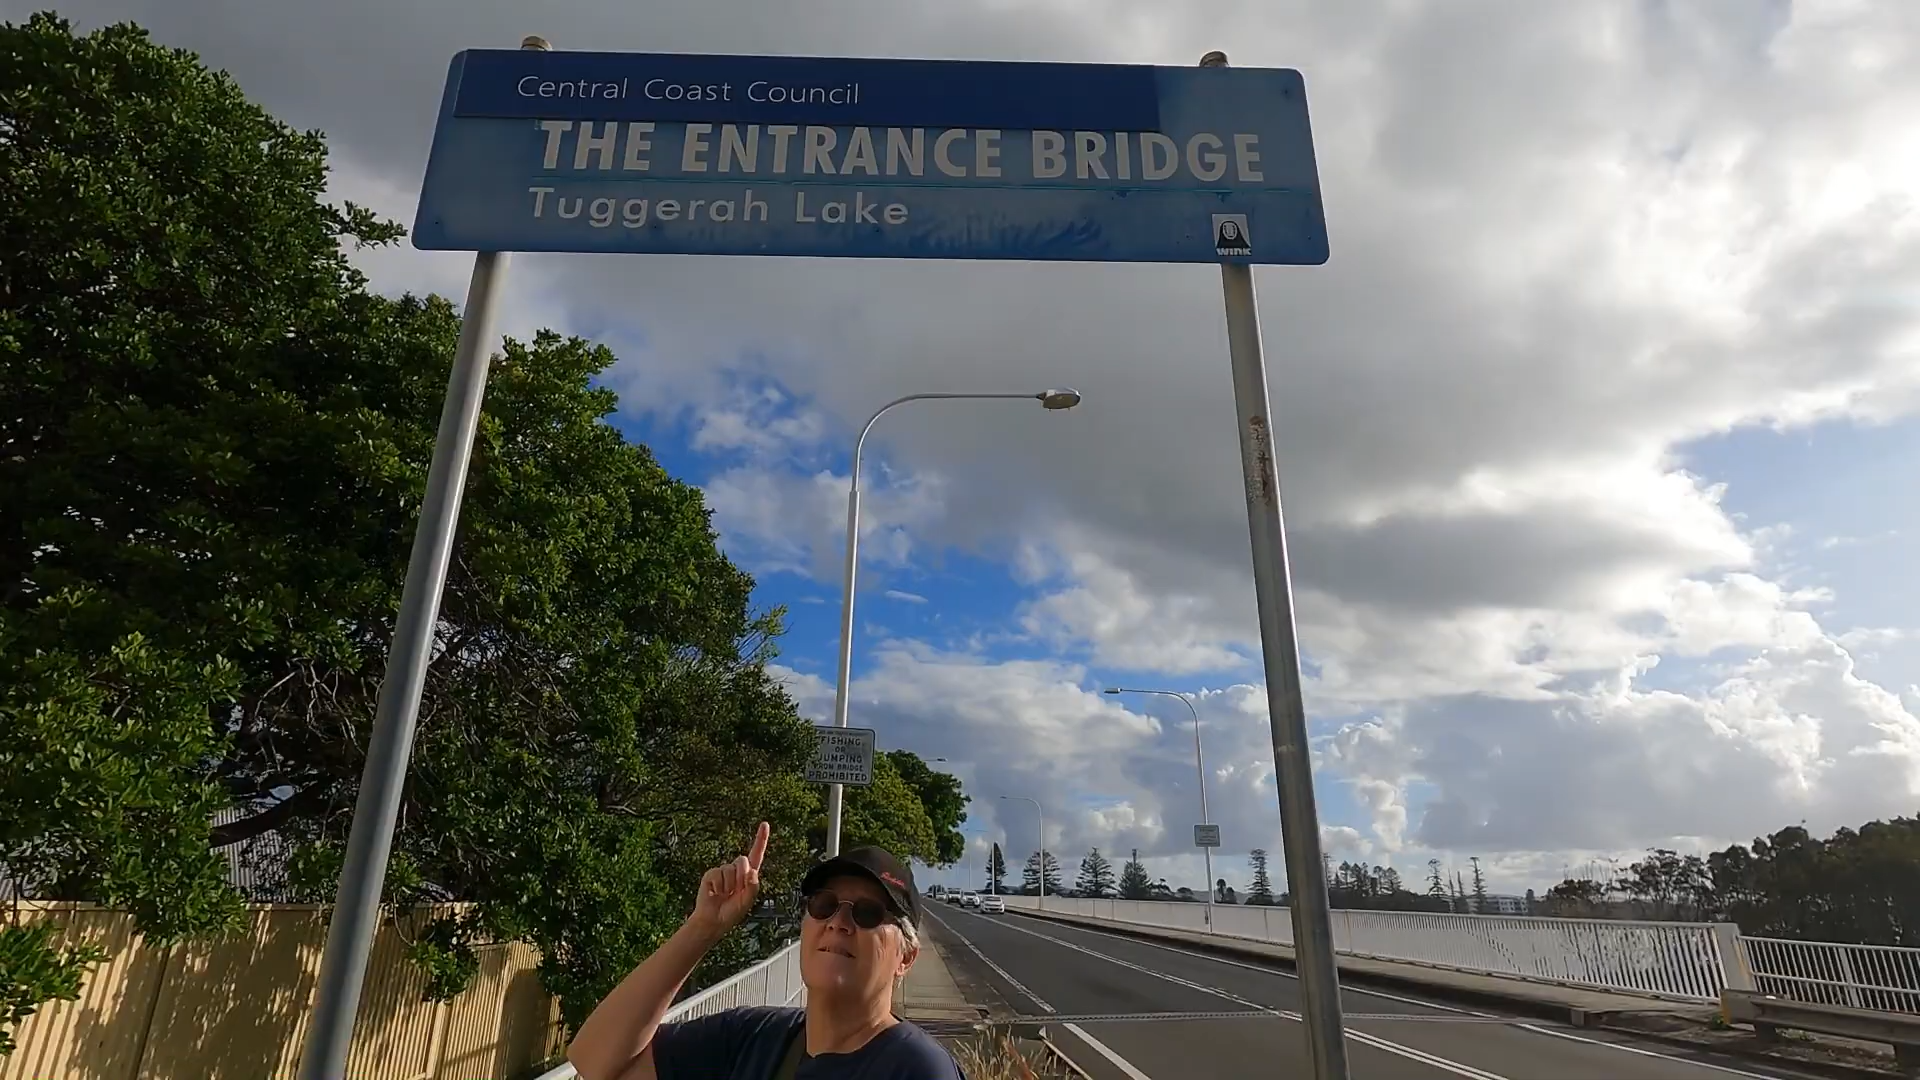 Central Coast Council
THE ENTRANCE BRIDGE
Tuggerah Lake
WINK
FISHING
OR
JUMPING
FROM BRIDGE
PROHIBITED